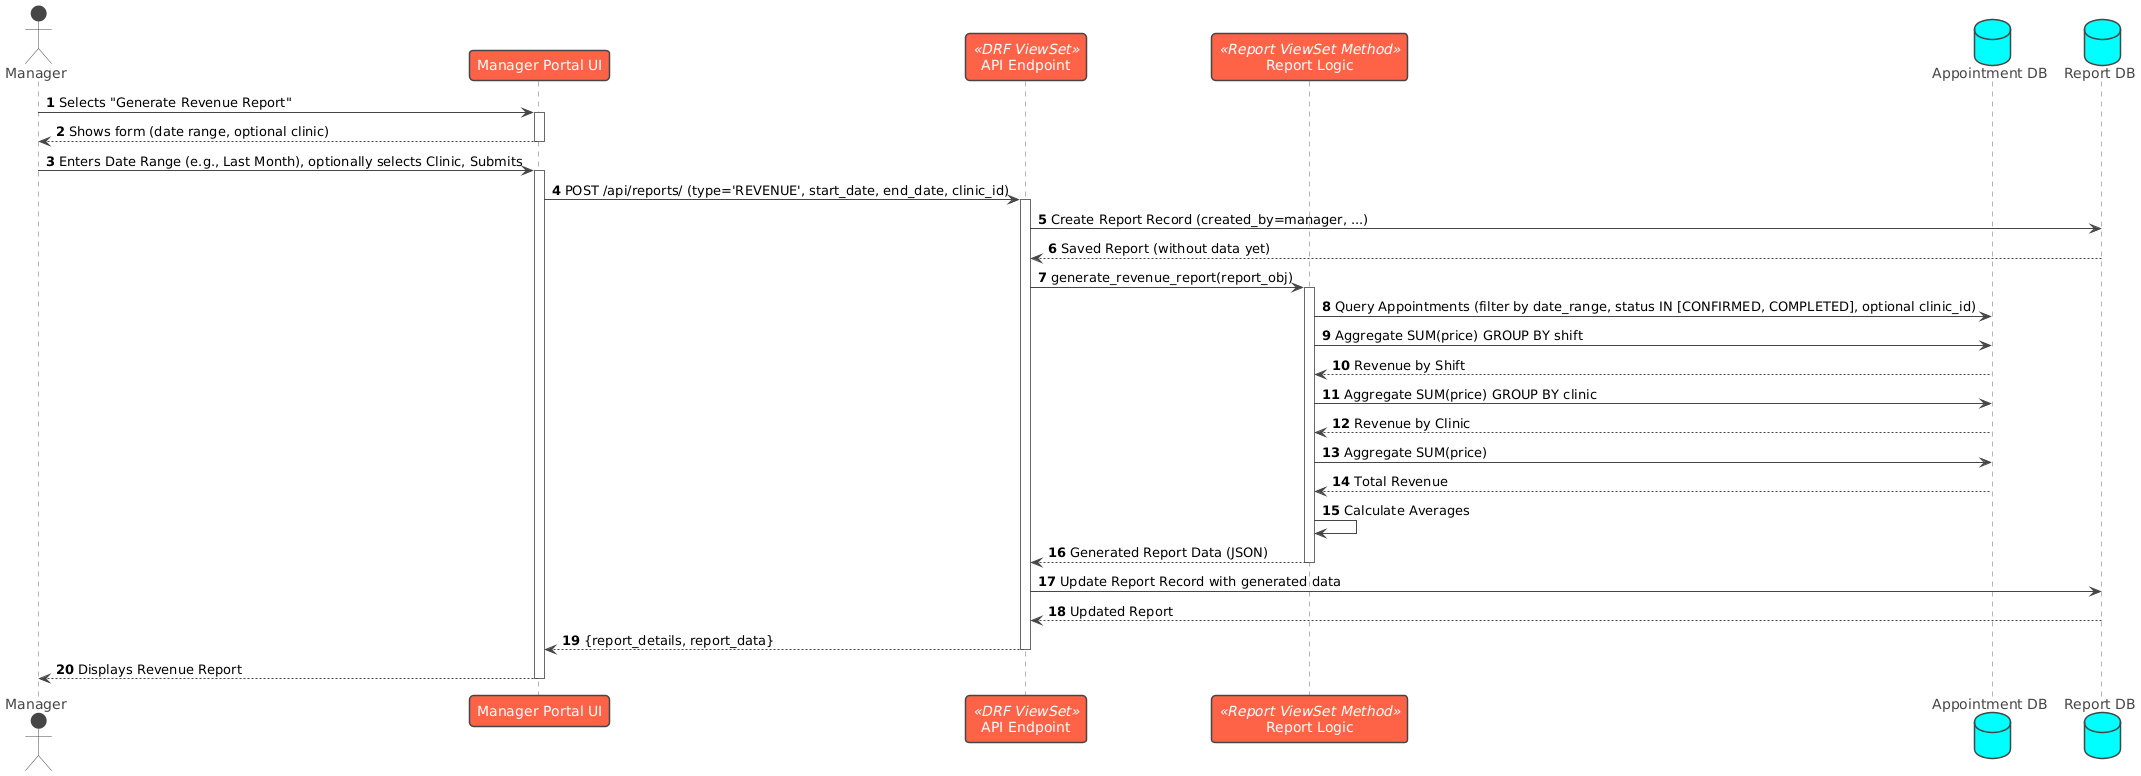 Manager
Manager Portal UI
«DRF ViewSet»
API Endpoint
«Report ViewSet Method»
Report Logic
Appointment DB
Report DB
1 Selects "Generate Revenue Report"
2 Shows form (date range, optional clinic)
3 Enters Date Range (e.g., Last Month), optionally selects Clinic, Submits
4 POST /api/reports/ (type='REVENUE', start_date, end_date, clinic_id)
5 Create Report Record (created_by=manager, ...)
6 Saved Report (without data yet)
7 generate_revenue_report(report_obj)
8 Query Appointments (filter by date_range, status IN [CONFIRMED, COMPLETED], optional clinic_id)
9 Aggregate SUM(price) GROUP BY shift
10 Revenue by Shift
11 Aggregate SUM(price) GROUP BY clinic
12 Revenue by Clinic
13 Aggregate SUM(price)
14 Total Revenue
15 Calculate Averages
16 Generated Report Data (JSON)
17 Update Report Record with generated data
18 Updated Report
19 {report_details, report_data}
20 Displays Revenue Report
Manager
Manager Portal UI
«DRF ViewSet»
API Endpoint
«Report ViewSet Method»
Report Logic
Appointment DB
Report DB